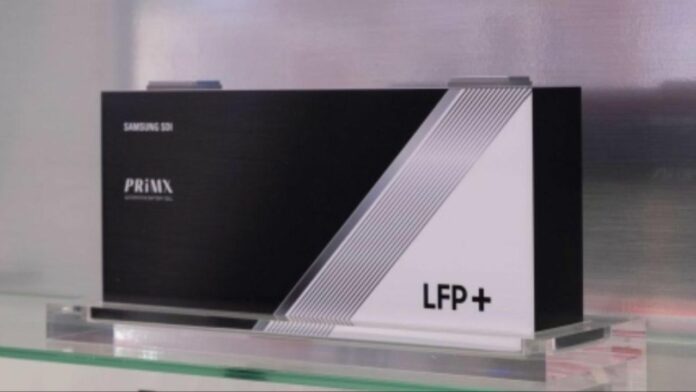 SAMSUNG SDI
PRiMX
LFP+